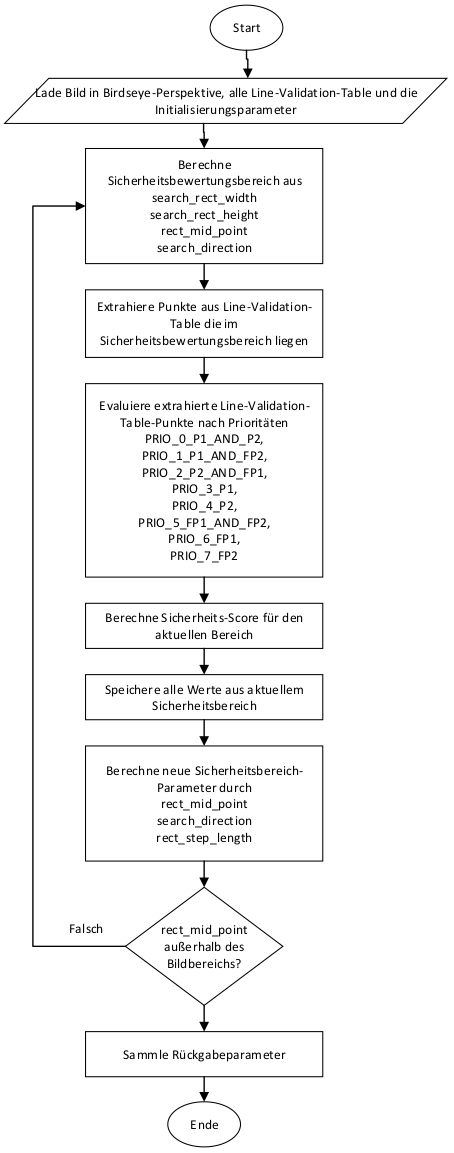 Start
Lade Bild in Birdseye-Perspektive, alle Line-Validation-Table und die
Initialisierungsparameter
Berechne
Sicherheitsbewertungsbereich aus
search_rect_width
search_rect_height
rect_mid_point
search_direction
Extrahiere Punkte aus Line-Validation-
Table die im
Sicherheitsbewertungsbereich liegen
Evaluiere extrahierte Line-Validation-
Table-Punkte nach Prioritäten
PRIO_0_P1_AND_P2,
PRIO_1_P1_AND_FP2,
PRIO_2_P2_AND_FP1,
PRIO_3_P1,
PRIO_4_P2,
PRIO_5_FP1_AND_FP2,
PRIO_6_FP1,
PRIO_7_FP2
Berechne Sicherheits-Score für den
aktuellen Bereich
Speichere alle Werte aus aktuellem
Sicherheitsbereich
Berechne neue Sicherheitsbereich-
Parameter durch
rect_mid_point
search_direction
rect_step_length
Falsch
rect_mid_point
außerhalb des
Bildbereichs?
Sammle Rückgabeparameter
Ende